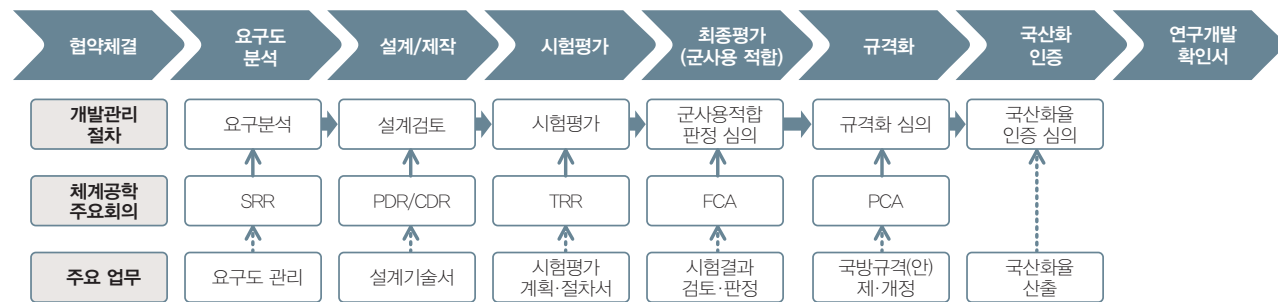 협약체결
요구도
분석
설계/제작
시험평가
최종평가
(군사용 적합)
규격화
국산화
인증
연구개발
확인서
개발관리
절차
요구분석
설계검토
시험평가
군사용적합
판정 심의
규격화 심의
국산화율
인증 심의
체계공학
주요회의
SRR
PDR/CDR
TRR
FCA
PCA
주요 업무
요구도 관리
설계기술서
시험평가
계획·절차서
시험결과
검토·판정
국방규격(안)
제·개정
국산화율
산출